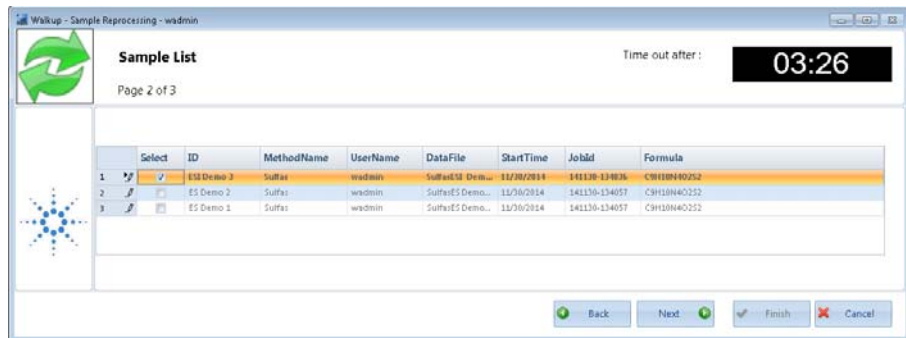 Walkup - Sample Reprocessing - wadmin
Sample List
Time out after :
03:26
Page 2 of 3
Select ID MethodName UserName DataFile StartTime JobId Formula
1 ESI Demo 3 Sulfas wadmin SulfasESI Dem... 11/30/2014 141130-134836 C9H10N4O2S2
2 ES Demo 2 Sulfas wadmin SulfasES Demo... 11/30/2014 141130-134057 C9H10N4O2S2
3 ES Demo 1 Sulfas wadmin SulfasES Demo... 11/30/2014 141130-134057 C9H10N4O2S2
Back Next Finish Cancel